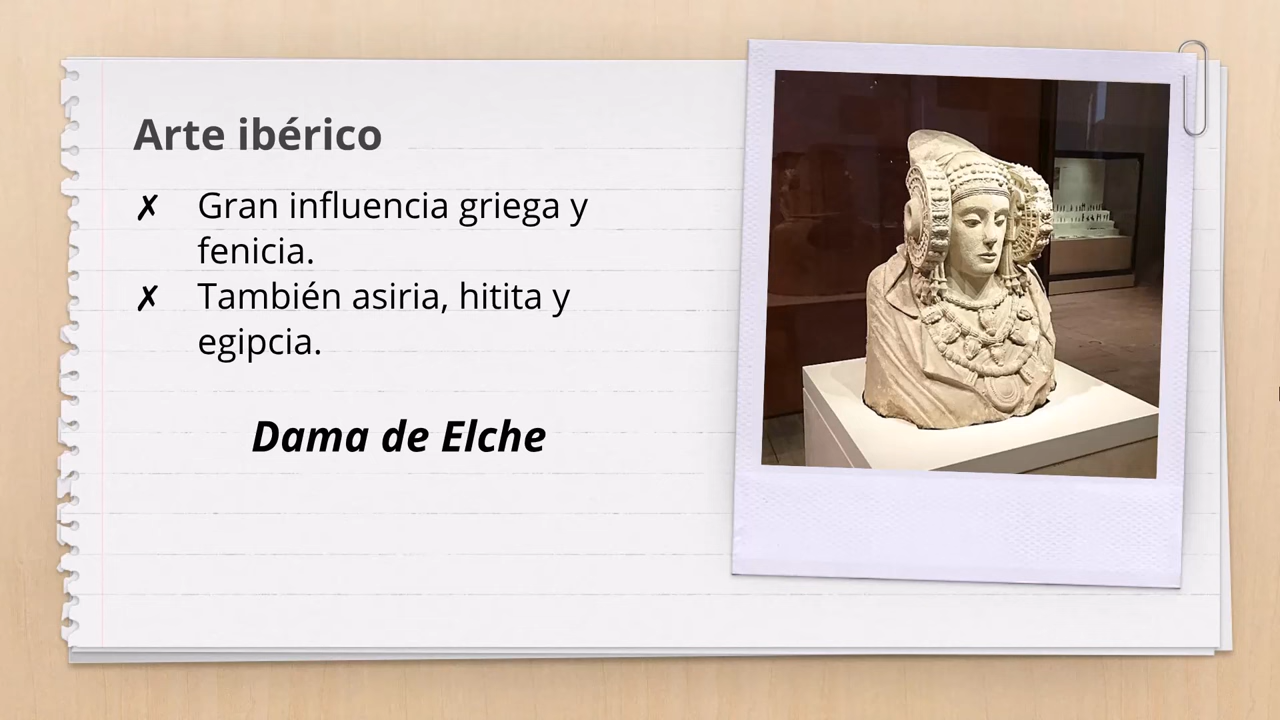 Arte ibérico
✗ Gran influencia griega y
fenicia.
✗ También asiria, hitita y
egipcia.
Dama de Elche